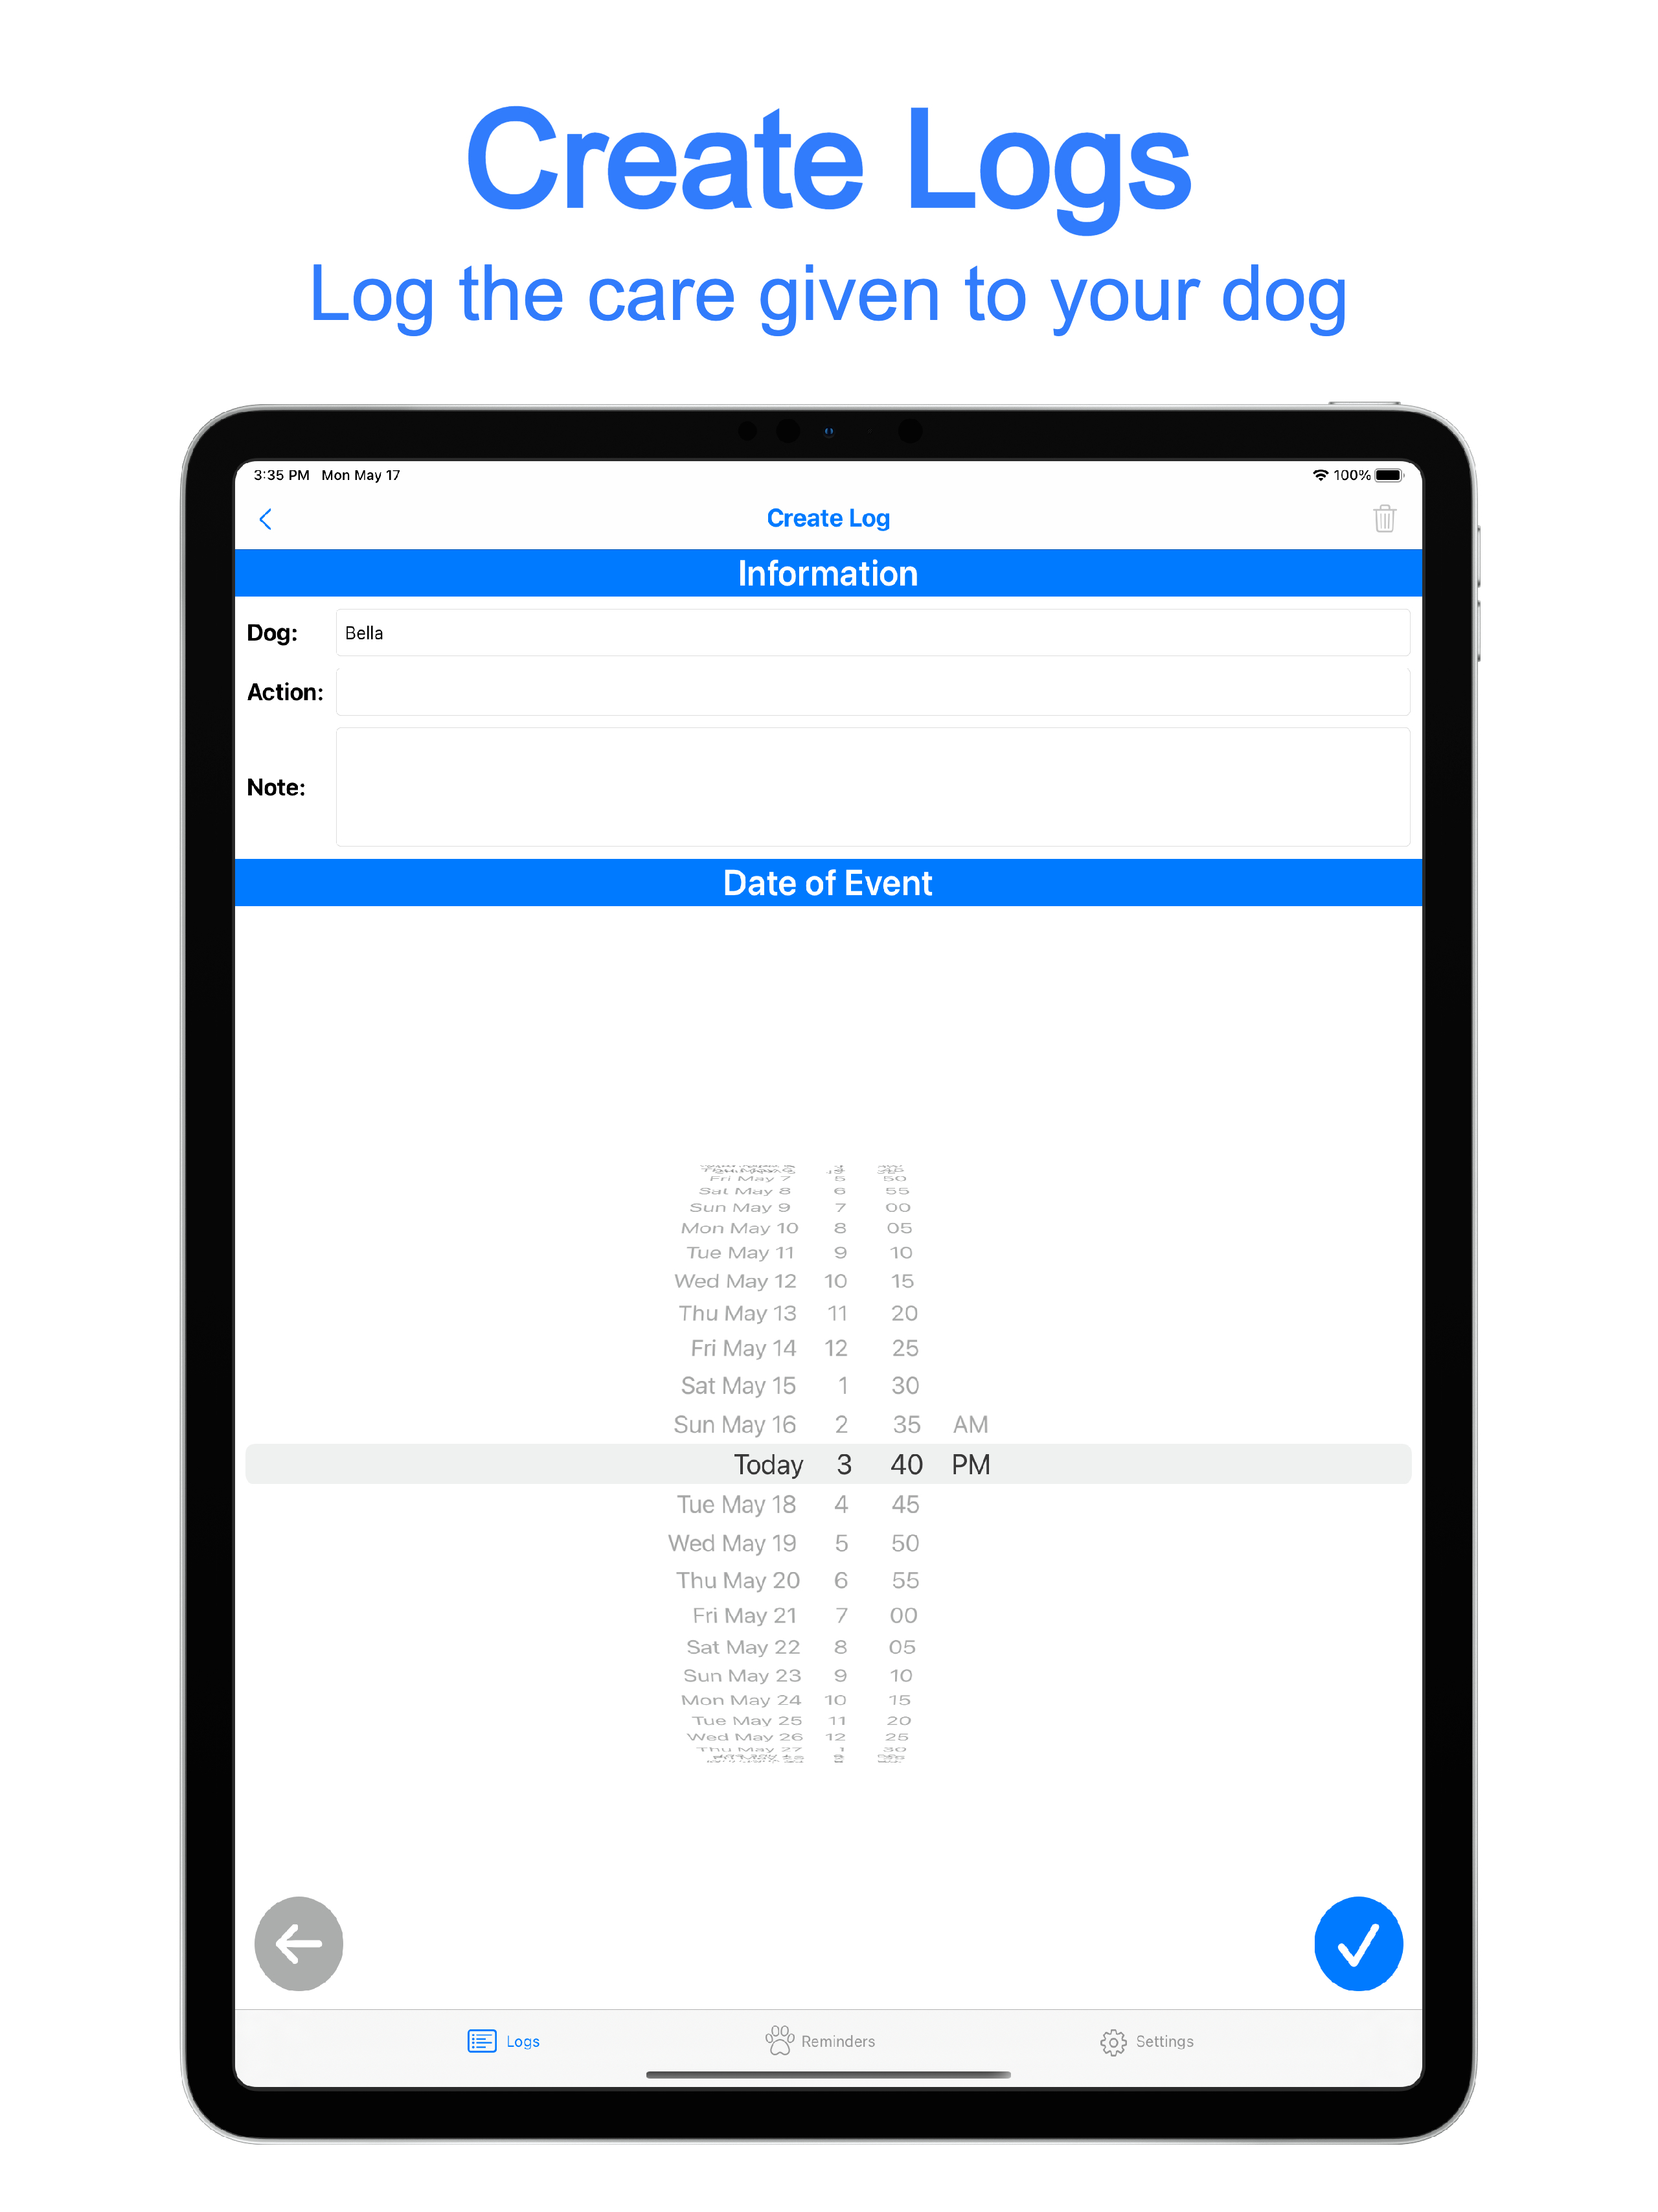 Create Logs
Log the care given to your dog
3:35 PM Mon May 17 100%
Create Log
Information
Dog: Bella
Action:
Note:
Date of Event
Fri May 7 5 50
Sat May 8 6 55
Sun May 9 7 00
Mon May 10 8 05
Tue May 11 9 10
Wed May 12 10 15
Thu May 13 11 20
Fri May 14 12 25
Sat May 15 1 30
Sun May 16 2 35 AM
Today 3 40 PM
Tue May 18 4 45
Wed May 19 5 50
Thu May 20 6 55
Fri May 21 7 00
Sat May 22 8 05
Sun May 23 9 10
Mon May 24 10 15
Tue May 25 11 20
Wed May 26 12 25
Thu May 27 1 30
Logs Reminders Settings